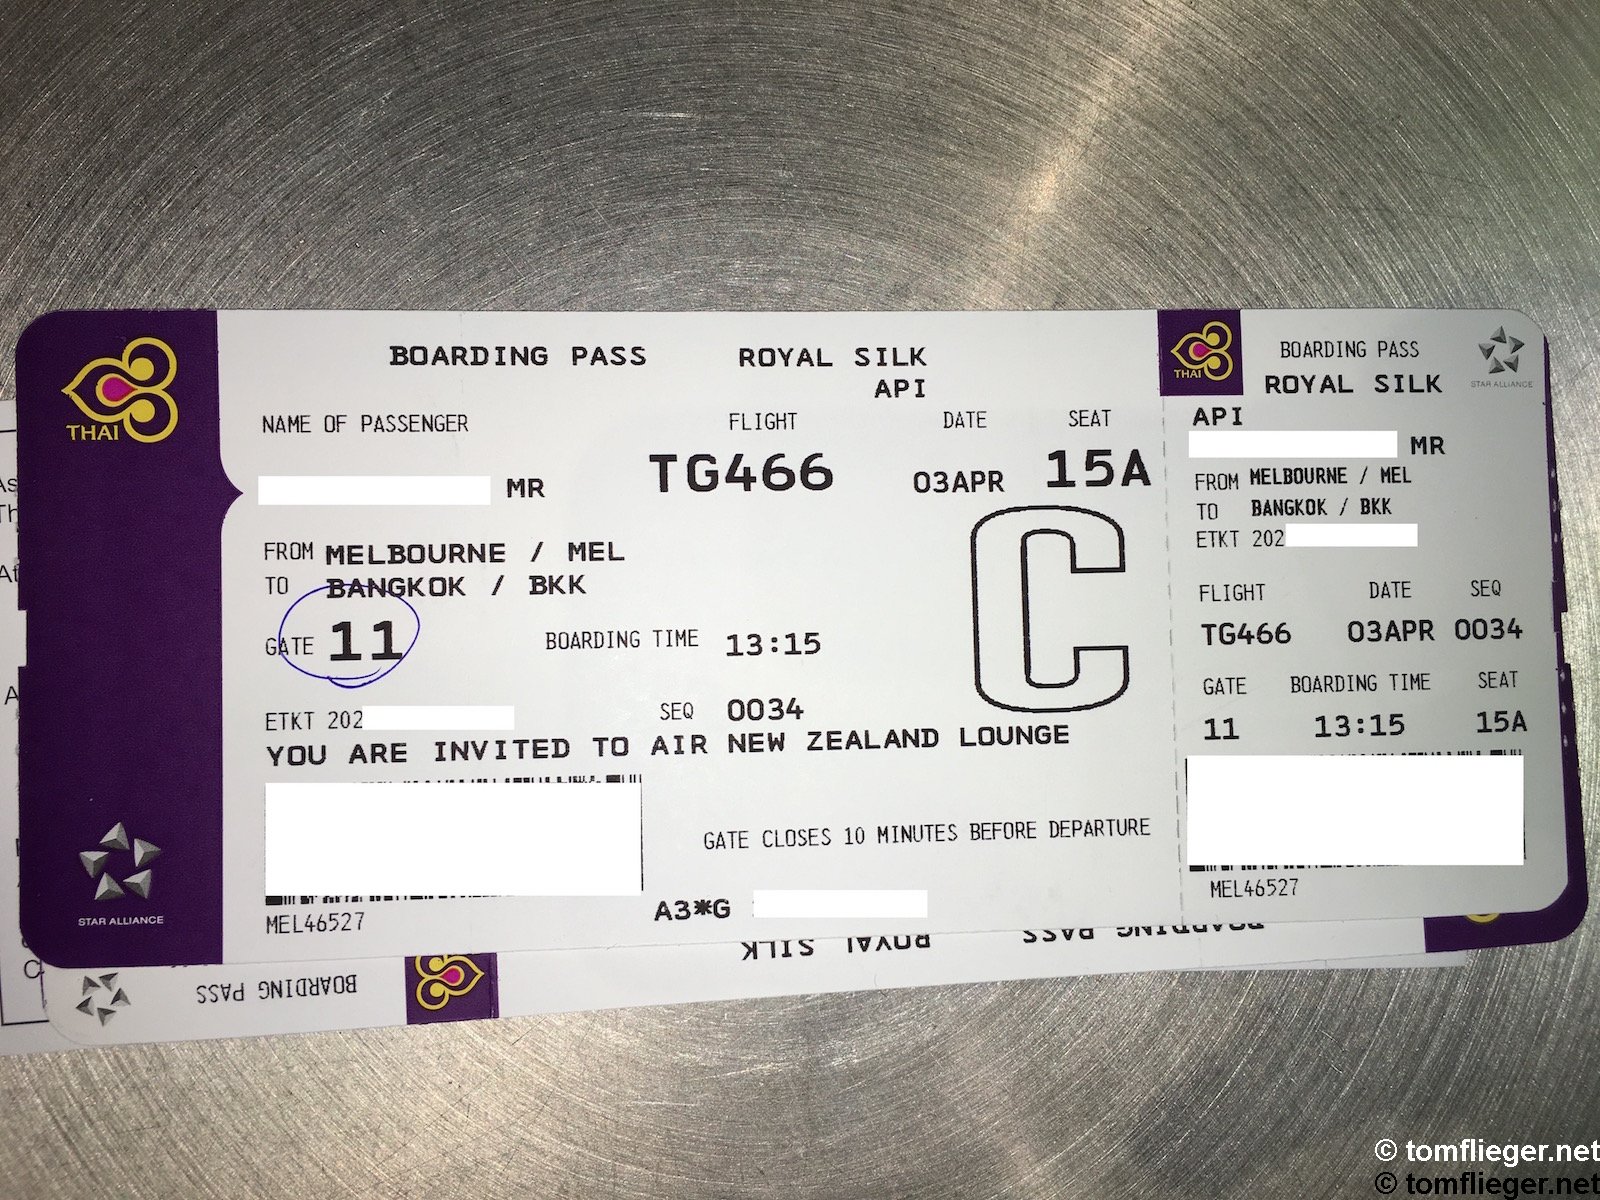 BOARDING PASS ROYAL SILK
API
NAME OF PASSENGER FLIGHT DATE SEAT
MR TG466 03APR 15A
FROM MELBOURNE / MEL
TO BANGKOK / BKK
C
GATE 11 BOARDING TIME 13:15
ETKT 202 SEQ 0034
YOU ARE INVITED TO AIR NEW ZEALAND LOUNGE
GATE CLOSES 10 MINUTES BEFORE DEPARTURE
MEL46527 A3*G
THAI
STAR ALLIANCE
THAI
BOARDING PASS
STAR ALLIANCE
ROYAL SILK
API
MR
FROM MELBOURNE / MEL
TO BANGKOK / BKK
ETKT 202
FLIGHT DATE SEQ
TG466 03APR 0034
GATE BOARDING TIME SEAT
11 13:15 15A
MEL46527
BOARDING PASS
ROYAL SILK
BOARDING PASS
© tomflieger.net
© tomflieger.net